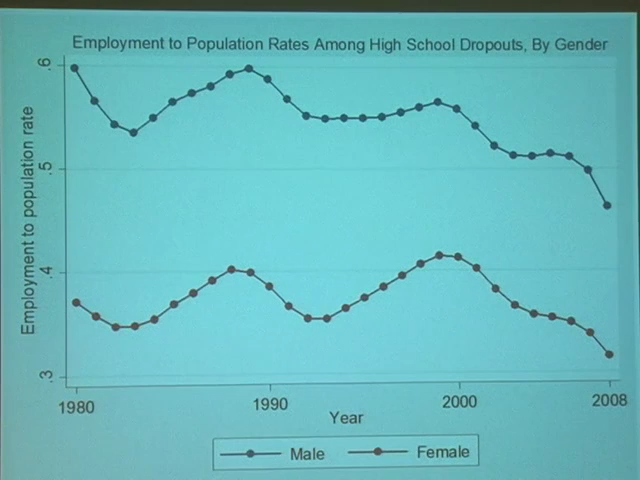 Employment to Population Rates Among High School Dropouts, By Gender
Employment to population rate
.6
.5
.4
.3
1980
1990
2000
2008
Year
Male
Female